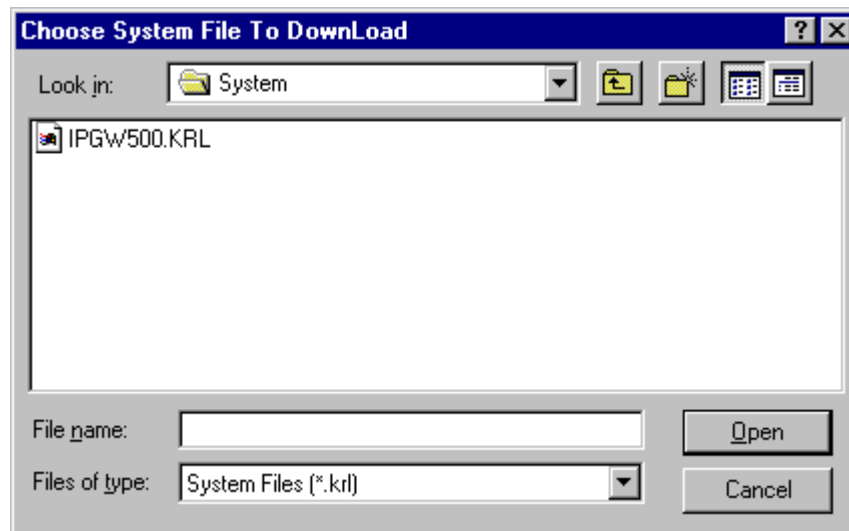 Choose System File To DownLoad
Look in: System
IPGW500.KRL
File name: Open
Files of type: System Files (*.krl) Cancel